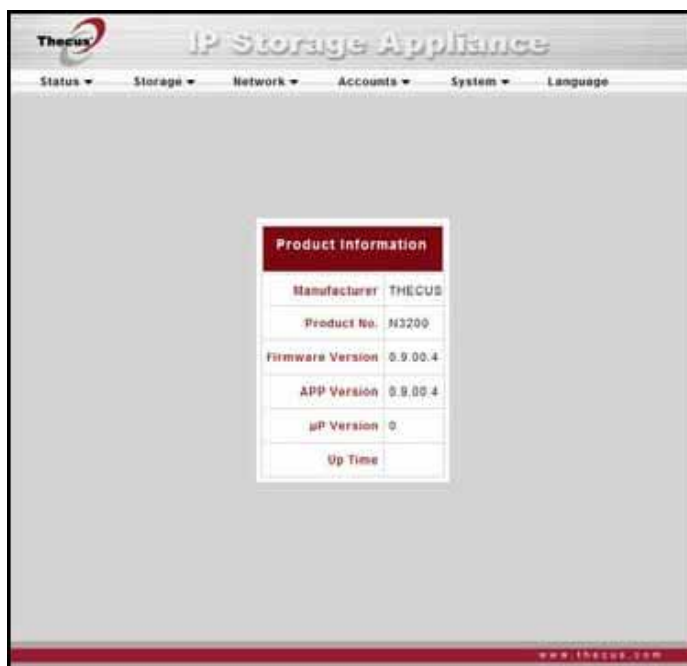 Thecus
IP Storage Appliance
Status Storage Network Accounts System Language
Product Information
Manufacturer THECUS
Product No. N3200
Firmware Version 0.9.00.4
APP Version 0.9.00.4
µP Version 0
Up Time
www.thecus.com